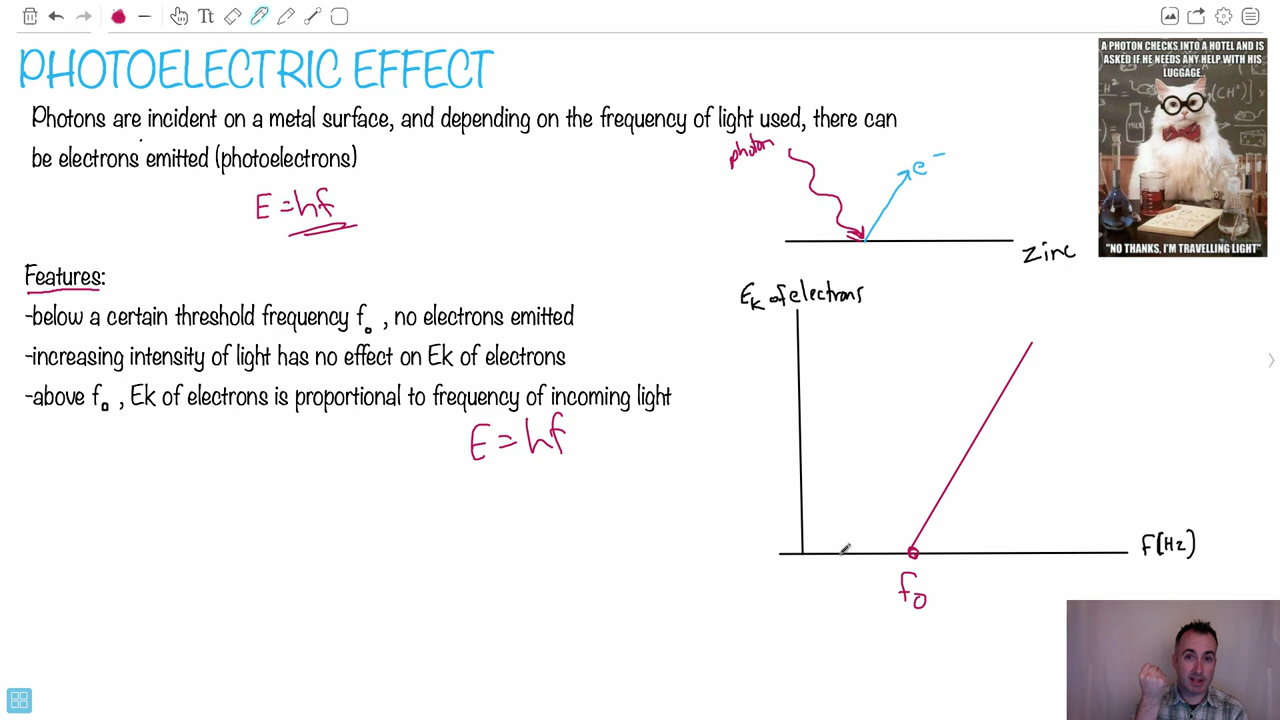 Tt
PHOTOELECTRIC EFFECT
Photons are incident on a metal surface, and depending on the frequency of light used, there can
be electrons emitted (photoelectrons)
E = hf
photon
e⁻
zinc
A PHOTON CHECKS INTO A HOTEL AND IS
ASKED IF HE NEEDS ANY HELP WITH HIS
LUGGAGE.
"NO THANKS, I'M TRAVELLING LIGHT"
Features:
-below a certain threshold frequency f₀ , no electrons emitted
-increasing intensity of light has no effect on Ek of electrons
-above f₀ , Ek of electrons is proportional to frequency of incoming light
E = hf
Eₖ of electrons
F(Hz)
f₀